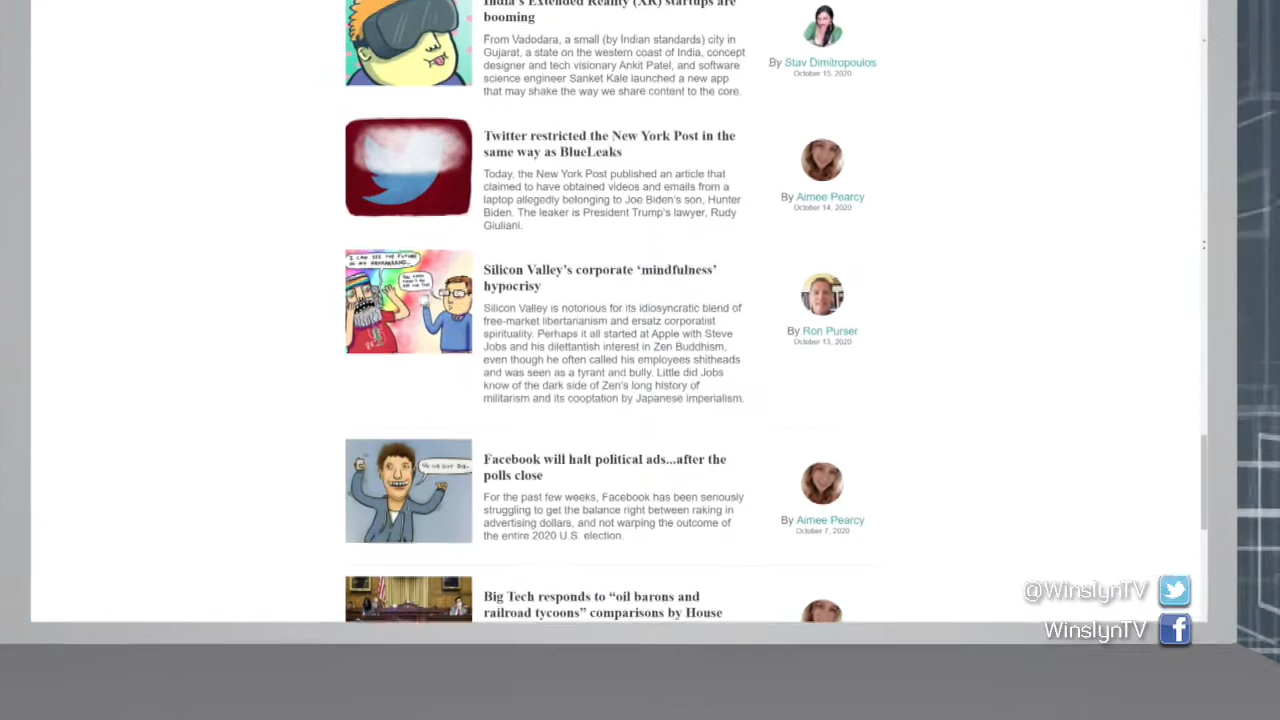 India's Extended Reality (XR) startups are
booming
From Vadodara, a small (by Indian standards) city in
Gujarat, a state on the western coast of India, concept
designer and tech visionary Ankit Patel, and software
science engineer Sanket Kale launched a new app
that may shake the way we share content to the core.
By Stav Dimitropoulos
October 15, 2020
Twitter restricted the New York Post in the
same way as BlueLeaks
Today, the New York Post published an article that
claimed to have obtained videos and emails from a
laptop allegedly belonging to Joe Biden's son, Hunter
Biden. The leaker is President Trump's lawyer, Rudy
Giuliani.
By Aimee Pearcy
October 14, 2020
I CAN SEE THE FUTURE
IN MY
Silicon Valley's corporate ‘mindfulness’
hypocrisy
Silicon Valley is notorious for its idiosyncratic blend of
free-market libertarianism and ersatz corporatist
spirituality. Perhaps it all started at Apple with Steve
Jobs and his dilettantish interest in Zen Buddhism,
even though he often called his employees shitheads
and was seen as a tyrant and bully. Little did Jobs
know of the dark side of Zen's long history of
militarism and its cooptation by Japanese imperialism.
By Ron Purser
October 13, 2020
Facebook will halt political ads...after the
polls close
For the past few weeks, Facebook has been seriously
struggling to get the balance right between raking in
advertising dollars, and not warping the outcome of
the entire 2020 U.S. election.
By Aimee Pearcy
October 7, 2020
Big Tech responds to “oil barons and
railroad tycoons” comparisons by House
@WinslynTV
WinslynTV